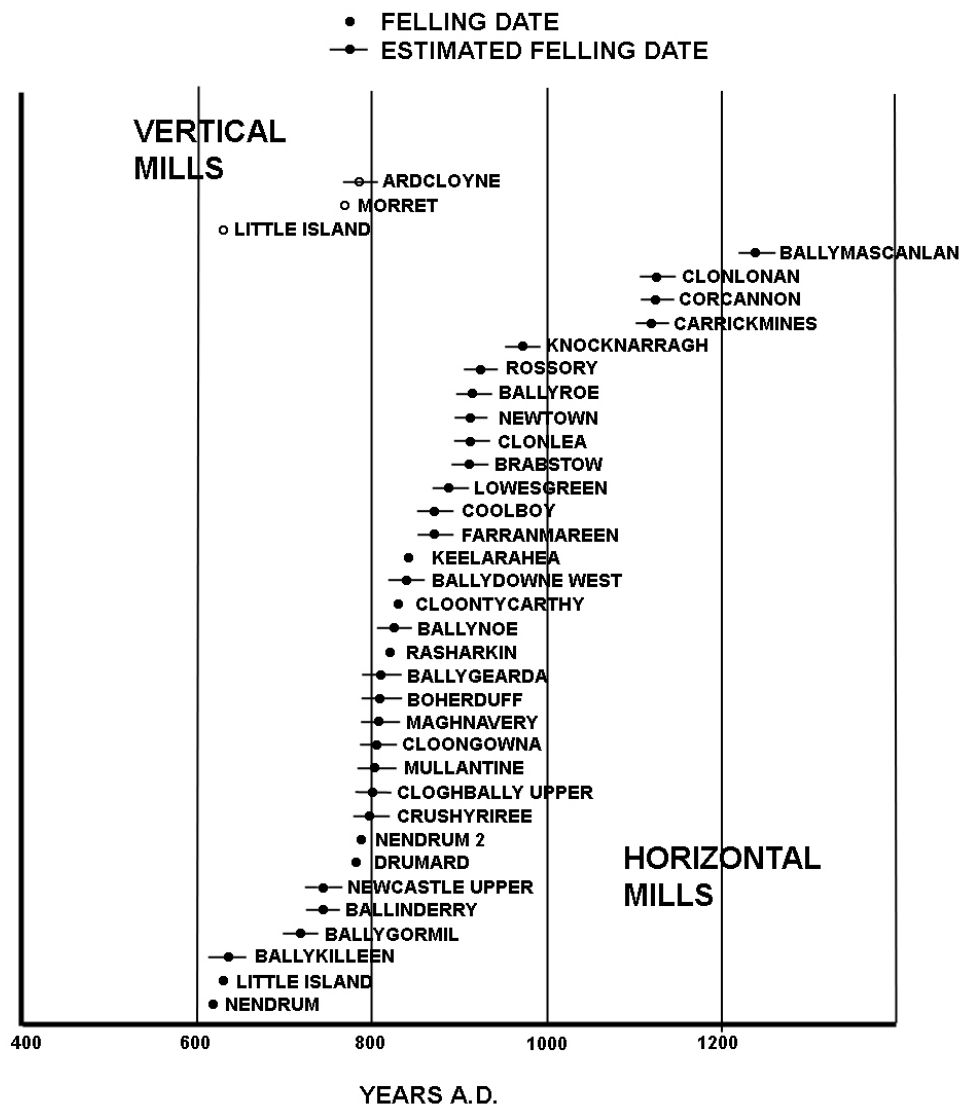 FELLING DATE
ESTIMATED FELLING DATE
VERTICAL
MILLS
ARDCLOYNE
MORRET
LITTLE ISLAND
BALLYMASCANLAN
CLONLONAN
CORCANNON
CARRICKMINES
KNOCKNARRAGH
ROSSORY
BALLYROE
NEWTOWN
CLONLEA
BRABSTOW
LOWESGREEN
COOLBOY
FARRANMAREEN
KEELARAHEA
BALLYDOWNE WEST
CLOONTYCARTHY
BALLYNOE
RASHARKIN
BALLYGEARDA
BOHERDUFF
MAGHNAVERY
CLOONGOWNA
MULLANTINE
CLOGHBALLY UPPER
CRUSHYRIREE
NENDRUM 2
DRUMARD
HORIZONTAL
MILLS
NEWCASTLE UPPER
BALLINDERRY
BALLYGORMIL
BALLYKILLEEN
LITTLE ISLAND
NENDRUM
400 600 800 1000 1200
YEARS A.D.